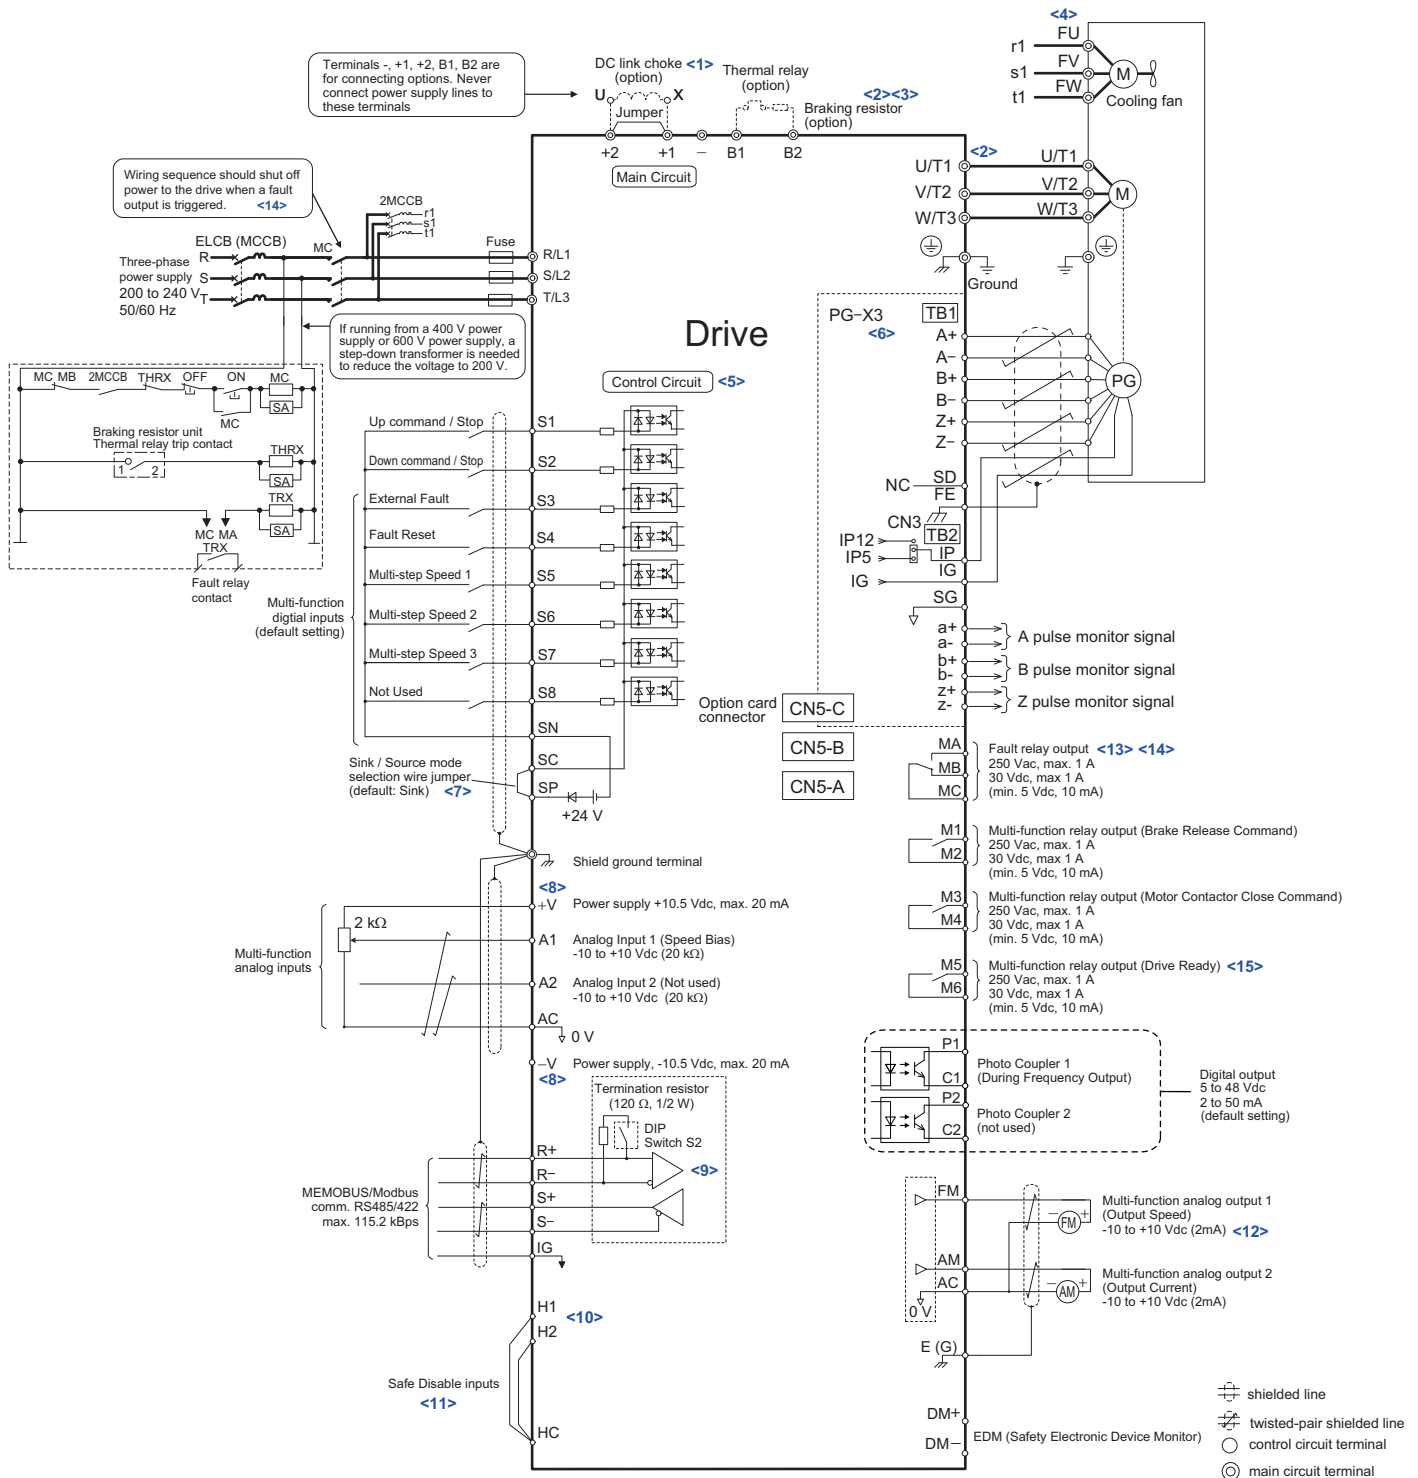 <4>
FU
r1
FV
s1
FW
t1
M
Cooling fan
Terminals -, +1, +2, B1, B2 are
for connecting options. Never
connect power supply lines to
these terminals
DC link choke <1>
(option)
U X
Jumper
Thermal relay
(option)
<2><3>
Braking resistor
(option)
+2 +1 – B1 B2
Main Circuit
<2>
U/T1 U/T1
V/T2 V/T2
W/T3 W/T3
M
Ground
Wiring sequence should shut off
power to the drive when a fault
output is triggered. <14>
2MCCB
r1
s1
t1
ELCB (MCCB)
MC
Fuse
Three-phase
power supply
200 to 240 V
50/60 Hz
R
S
T
R/L1
S/L2
T/L3
If running from a 400 V power
supply or 600 V power supply, a
step-down transformer is needed
to reduce the voltage to 200 V.
Drive
MC MB 2MCCB THRX OFF ON MC
SA
MC
Braking resistor unit
Thermal relay trip contact
1 2
THRX
SA
TRX
SA
MC MA
TRX
Fault relay
contact
Control Circuit <5>
Up command / Stop S1
Down command / Stop S2
External Fault S3
Fault Reset S4
Multi-step Speed 1 S5
Multi-step Speed 2 S6
Multi-step Speed 3 S7
Not Used S8
Multi-function
digtial inputs
(default setting)
SN
SC
SP
Sink / Source mode
selection wire jumper
(default: Sink) <7>
+24 V
PG-X3 TB1
<6>
A+
A–
B+
B–
Z+
Z–
PG
NC SD
FE
CN3 TB2
IP12
IP5 IP
IG IG
SG
a+
a-
A pulse monitor signal
b+
b-
B pulse monitor signal
z+
z-
Z pulse monitor signal
Option card
connector
CN5-C
CN5-B
CN5-A
MA
MB
MC
Fault relay output <13> <14>
250 Vac, max. 1 A
30 Vdc, max 1 A
(min. 5 Vdc, 10 mA)
M1
M2
Multi-function relay output (Brake Release Command)
250 Vac, max. 1 A
30 Vdc, max 1 A
(min. 5 Vdc, 10 mA)
M3
M4
Multi-function relay output (Motor Contactor Close Command)
250 Vac, max. 1 A
30 Vdc, max 1 A
(min. 5 Vdc, 10 mA)
M5
M6
Multi-function relay output (Drive Ready) <15>
250 Vac, max. 1 A
30 Vdc, max 1 A
(min. 5 Vdc, 10 mA)
Shield ground terminal
<8>
+V Power supply +10.5 Vdc, max. 20 mA
2 kΩ
A1 Analog Input 1 (Speed Bias)
-10 to +10 Vdc (20 kΩ)
Multi-function
analog inputs
A2 Analog Input 2 (Not used)
-10 to +10 Vdc (20 kΩ)
AC
0 V
–V Power supply, -10.5 Vdc, max. 20 mA
<8>
P1
C1
Photo Coupler 1
(During Frequency Output)
P2
C2
Photo Coupler 2
(not used)
Digital output
5 to 48 Vdc
2 to 50 mA
(default setting)
Termination resistor
(120 Ω, 1/2 W)
DIP
Switch S2
<9>
R+
R–
S+
S–
IG
MEMOBUS/Modbus
comm. RS485/422
max. 115.2 kBps
FM
– FM +
Multi-function analog output 1
(Output Speed)
-10 to +10 Vdc (2mA) <12>
AM
AC
0 V
– AM +
Multi-function analog output 2
(Output Current)
-10 to +10 Vdc (2mA)
E (G)
H1
<10>
H2
Safe Disable inputs
<11>
HC
DM+
DM–
EDM (Safety Electronic Device Monitor)
shielded line
twisted-pair shielded line
control circuit terminal
main circuit terminal